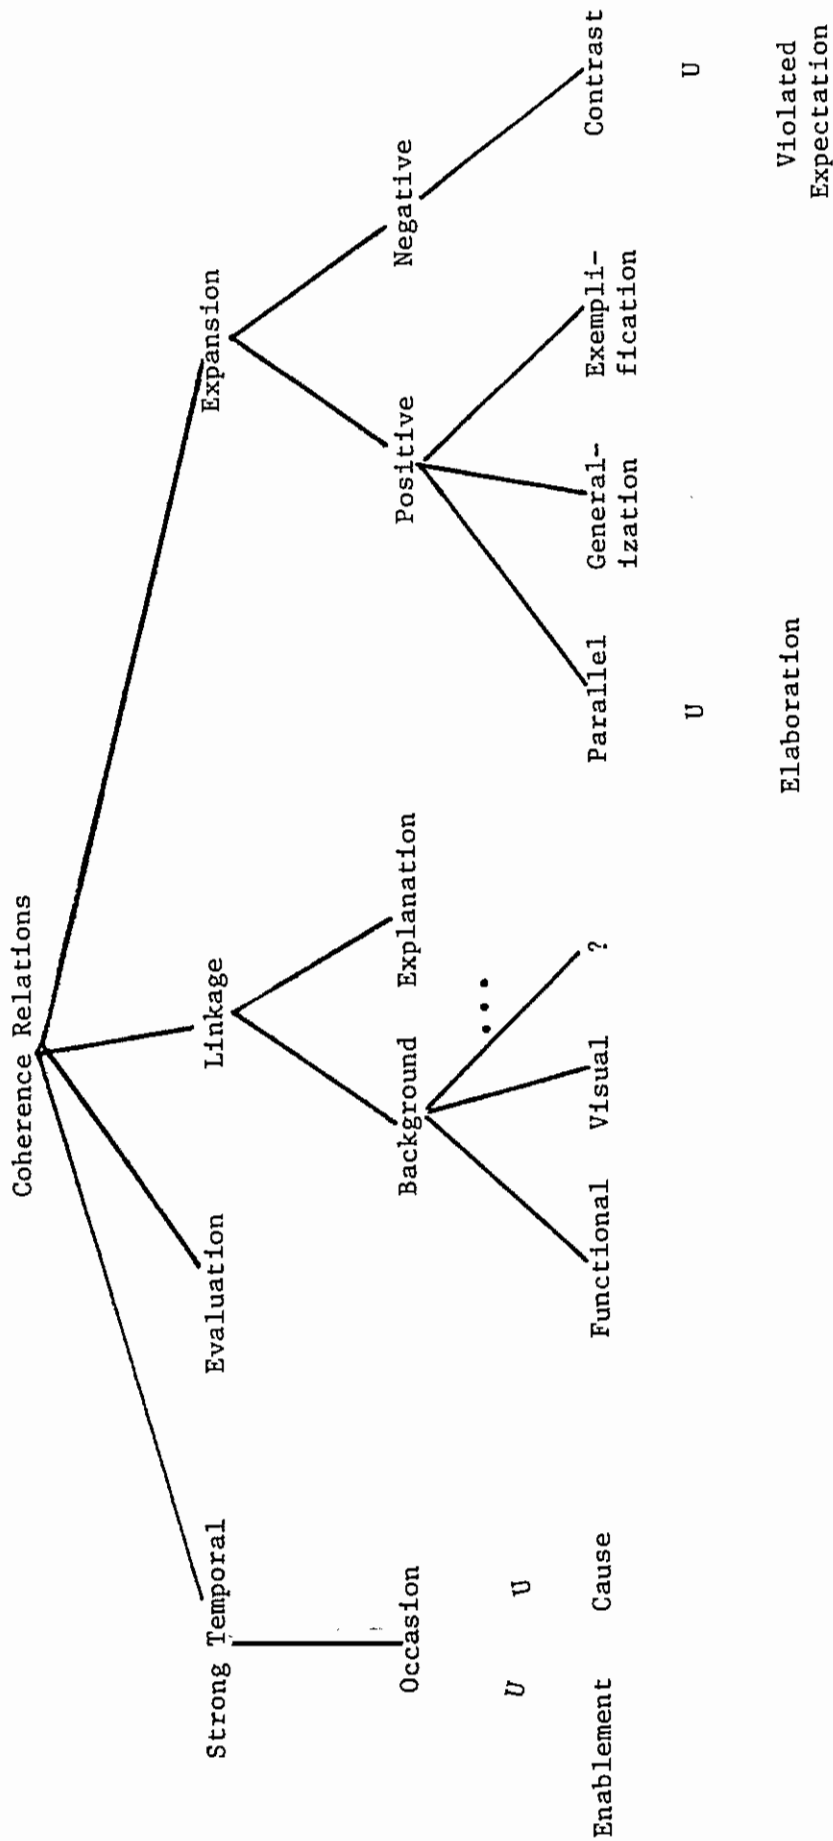 Coherence Relations
Strong Temporal
Evaluation
Linkage
Expansion
Occasion
Background
Explanation
Positive
Negative
U
U
...
Enablement
Cause
Functional
Visual
?
Parallel
General-
ization
Exempli-
fication
Contrast
U
U
Elaboration
Violated
Expectation